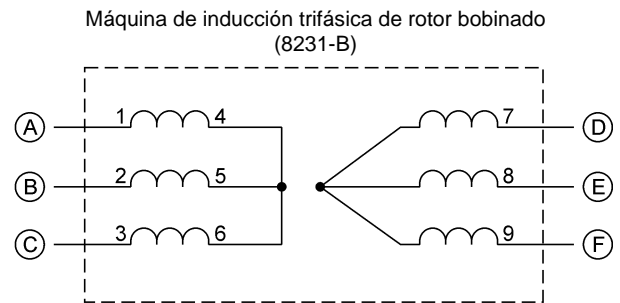 Máquina de inducción trifásica de rotor bobinado
(8231-B)
A 1 4 7 D
B 2 5 8 E
C 3 6 9 F